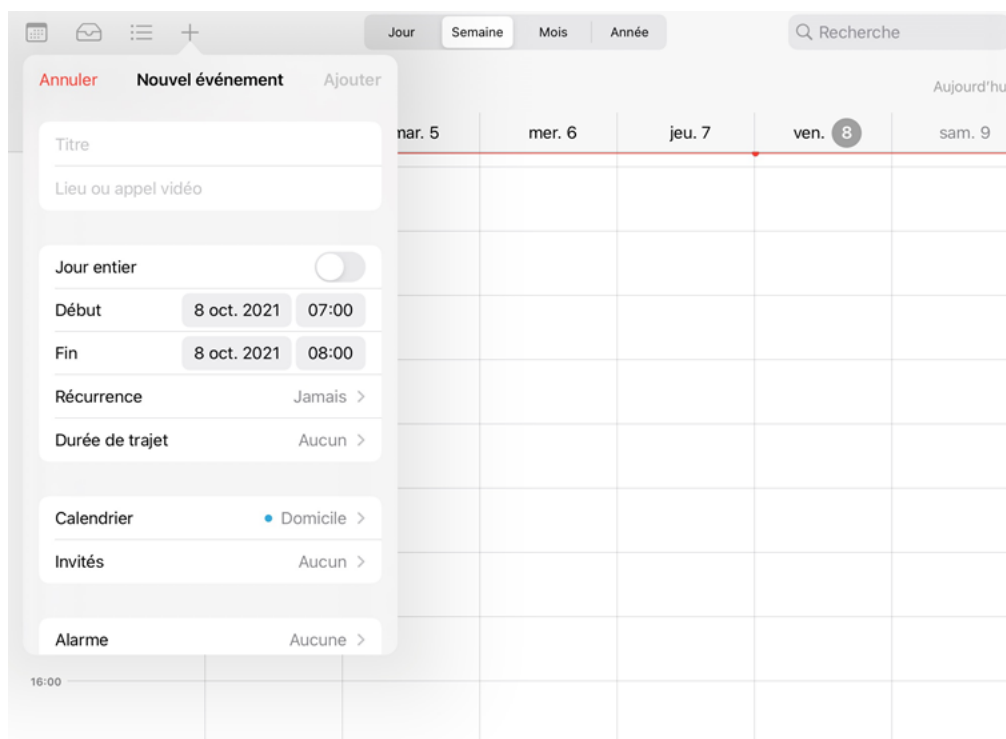 Jour Semaine Mois Année Recherche
Annuler Nouvel événement Ajouter
Aujourd'hu
mar. 5 mer. 6 jeu. 7 ven. 8 sam. 9
Titre
Lieu ou appel vidéo
Jour entier
Début 8 oct. 2021 07:00
Fin 8 oct. 2021 08:00
Récurrence Jamais
Durée de trajet Aucun
Calendrier Domicile
Invités Aucun
Alarme Aucune
16:00